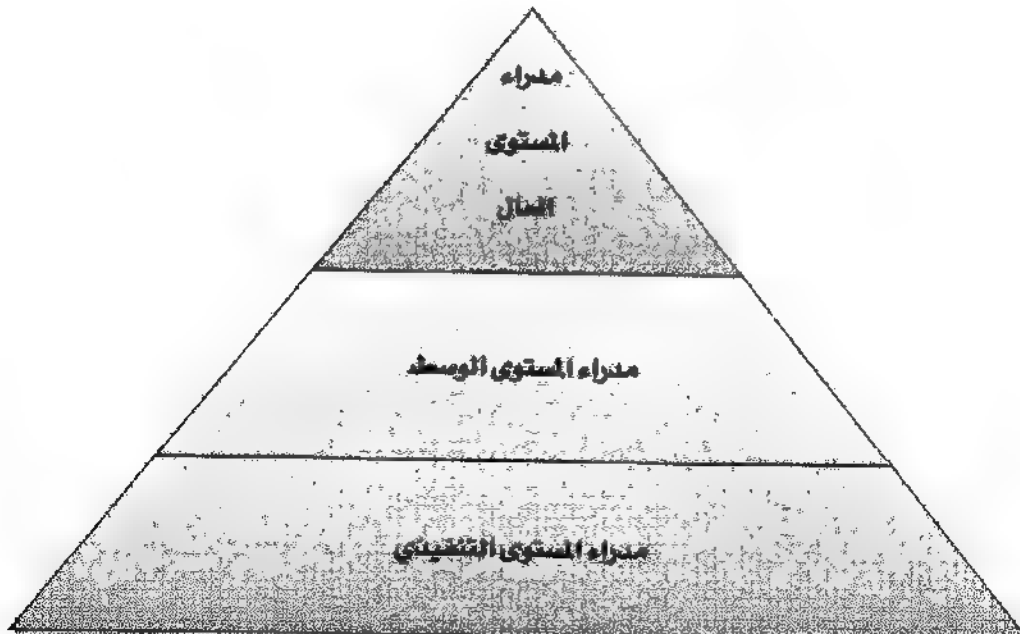 مدراء
المستوى
العال
مدراء المستوى الوسط
مدراء المستوى التنفيذي